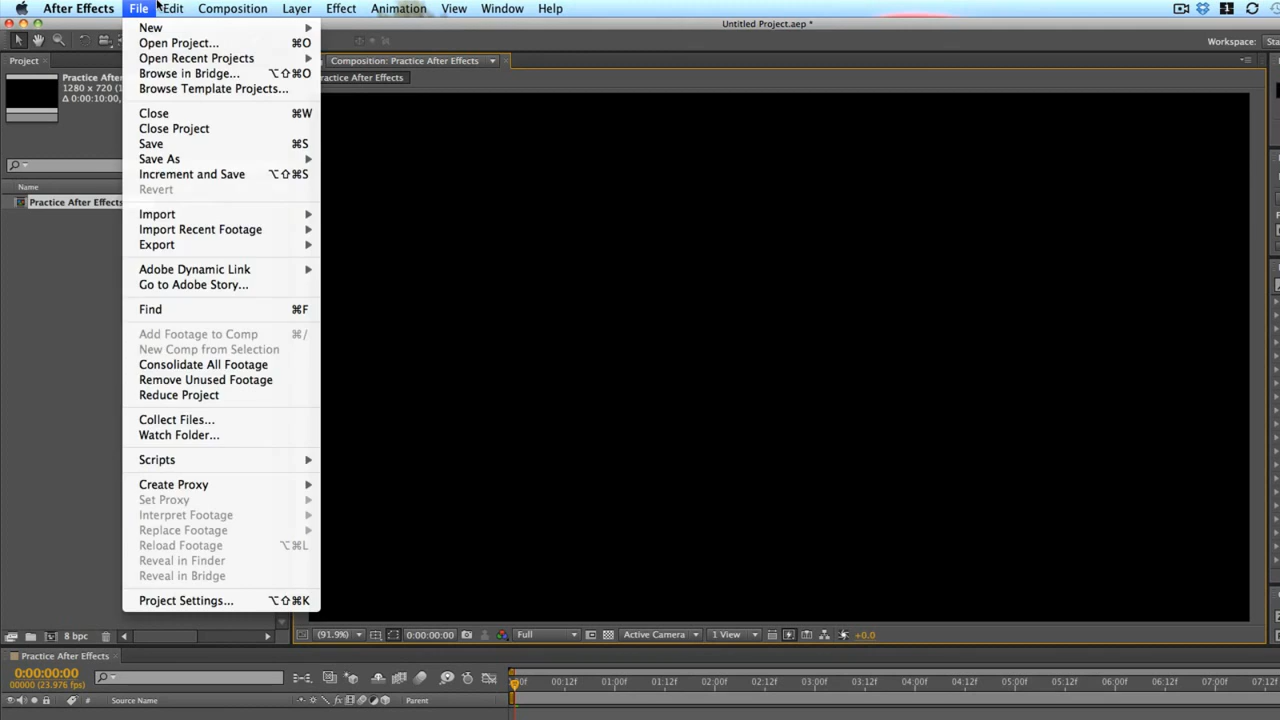 After Effects File Edit Composition Layer Effect Animation View Window Help
Untitled Project.aep *
Workspace: Sta
Project
Composition: Practice After Effects
Practice Af
1280 x 720 (1
Δ 0:00:10:00,
ractice After Effects
Name
Practice After Effects
New
Open Project... ⌘O
Open Recent Projects
Browse in Bridge... ⌥⇧⌘O
Browse Template Projects...
Close ⌘W
Close Project
Save ⌘S
Save As
Increment and Save ⌥⇧⌘S
Revert
Import
Import Recent Footage
Export
Adobe Dynamic Link
Go to Adobe Story...
Find ⌘F
Add Footage to Comp ⌘/
New Comp from Selection
Consolidate All Footage
Remove Unused Footage
Reduce Project
Collect Files...
Watch Folder...
Scripts
Create Proxy
Set Proxy
Interpret Footage
Replace Footage
Reload Footage ⌥⌘L
Reveal in Finder
Reveal in Bridge
Project Settings... ⌥⇧⌘K
8 bpc
(91.9%) 0:00:00:00 Full Active Camera 1 View +0.0
Practice After Effects
0:00:00:00
00000 (23.976 fps)
00f 00:12f 01:00f 01:12f 02:00f 02:12f 03:00f 03:12f 04:00f 04:12f 05:00f 05:12f 06:00f 06:12f 07:00f 07:12
# Source Name Parent